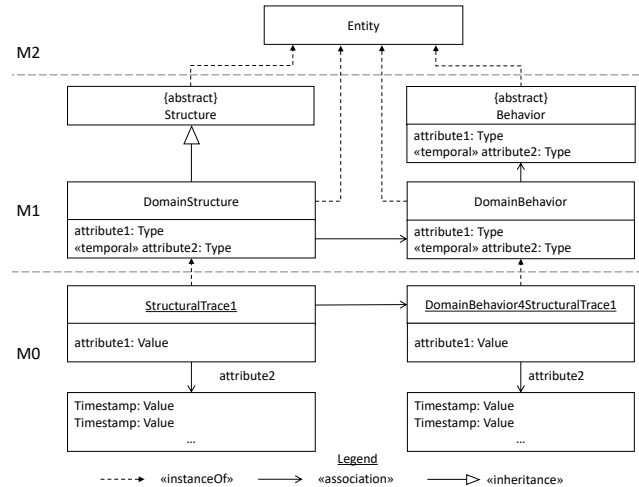 Entity
M2
{abstract}
Structure
{abstract}
Behavior
attribute1: Type
«temporal» attribute2: Type
M1
DomainStructure
attribute1: Type
«temporal» attribute2: Type
DomainBehavior
attribute1: Type
«temporal» attribute2: Type
M0
StructuralTrace1
attribute1: Value
DomainBehavior4StructuralTrace1
attribute1: Value
attribute2
attribute2
Timestamp: Value
Timestamp: Value
...
Timestamp: Value
Timestamp: Value
...
Legend
«instanceOf» «association» «inheritance»